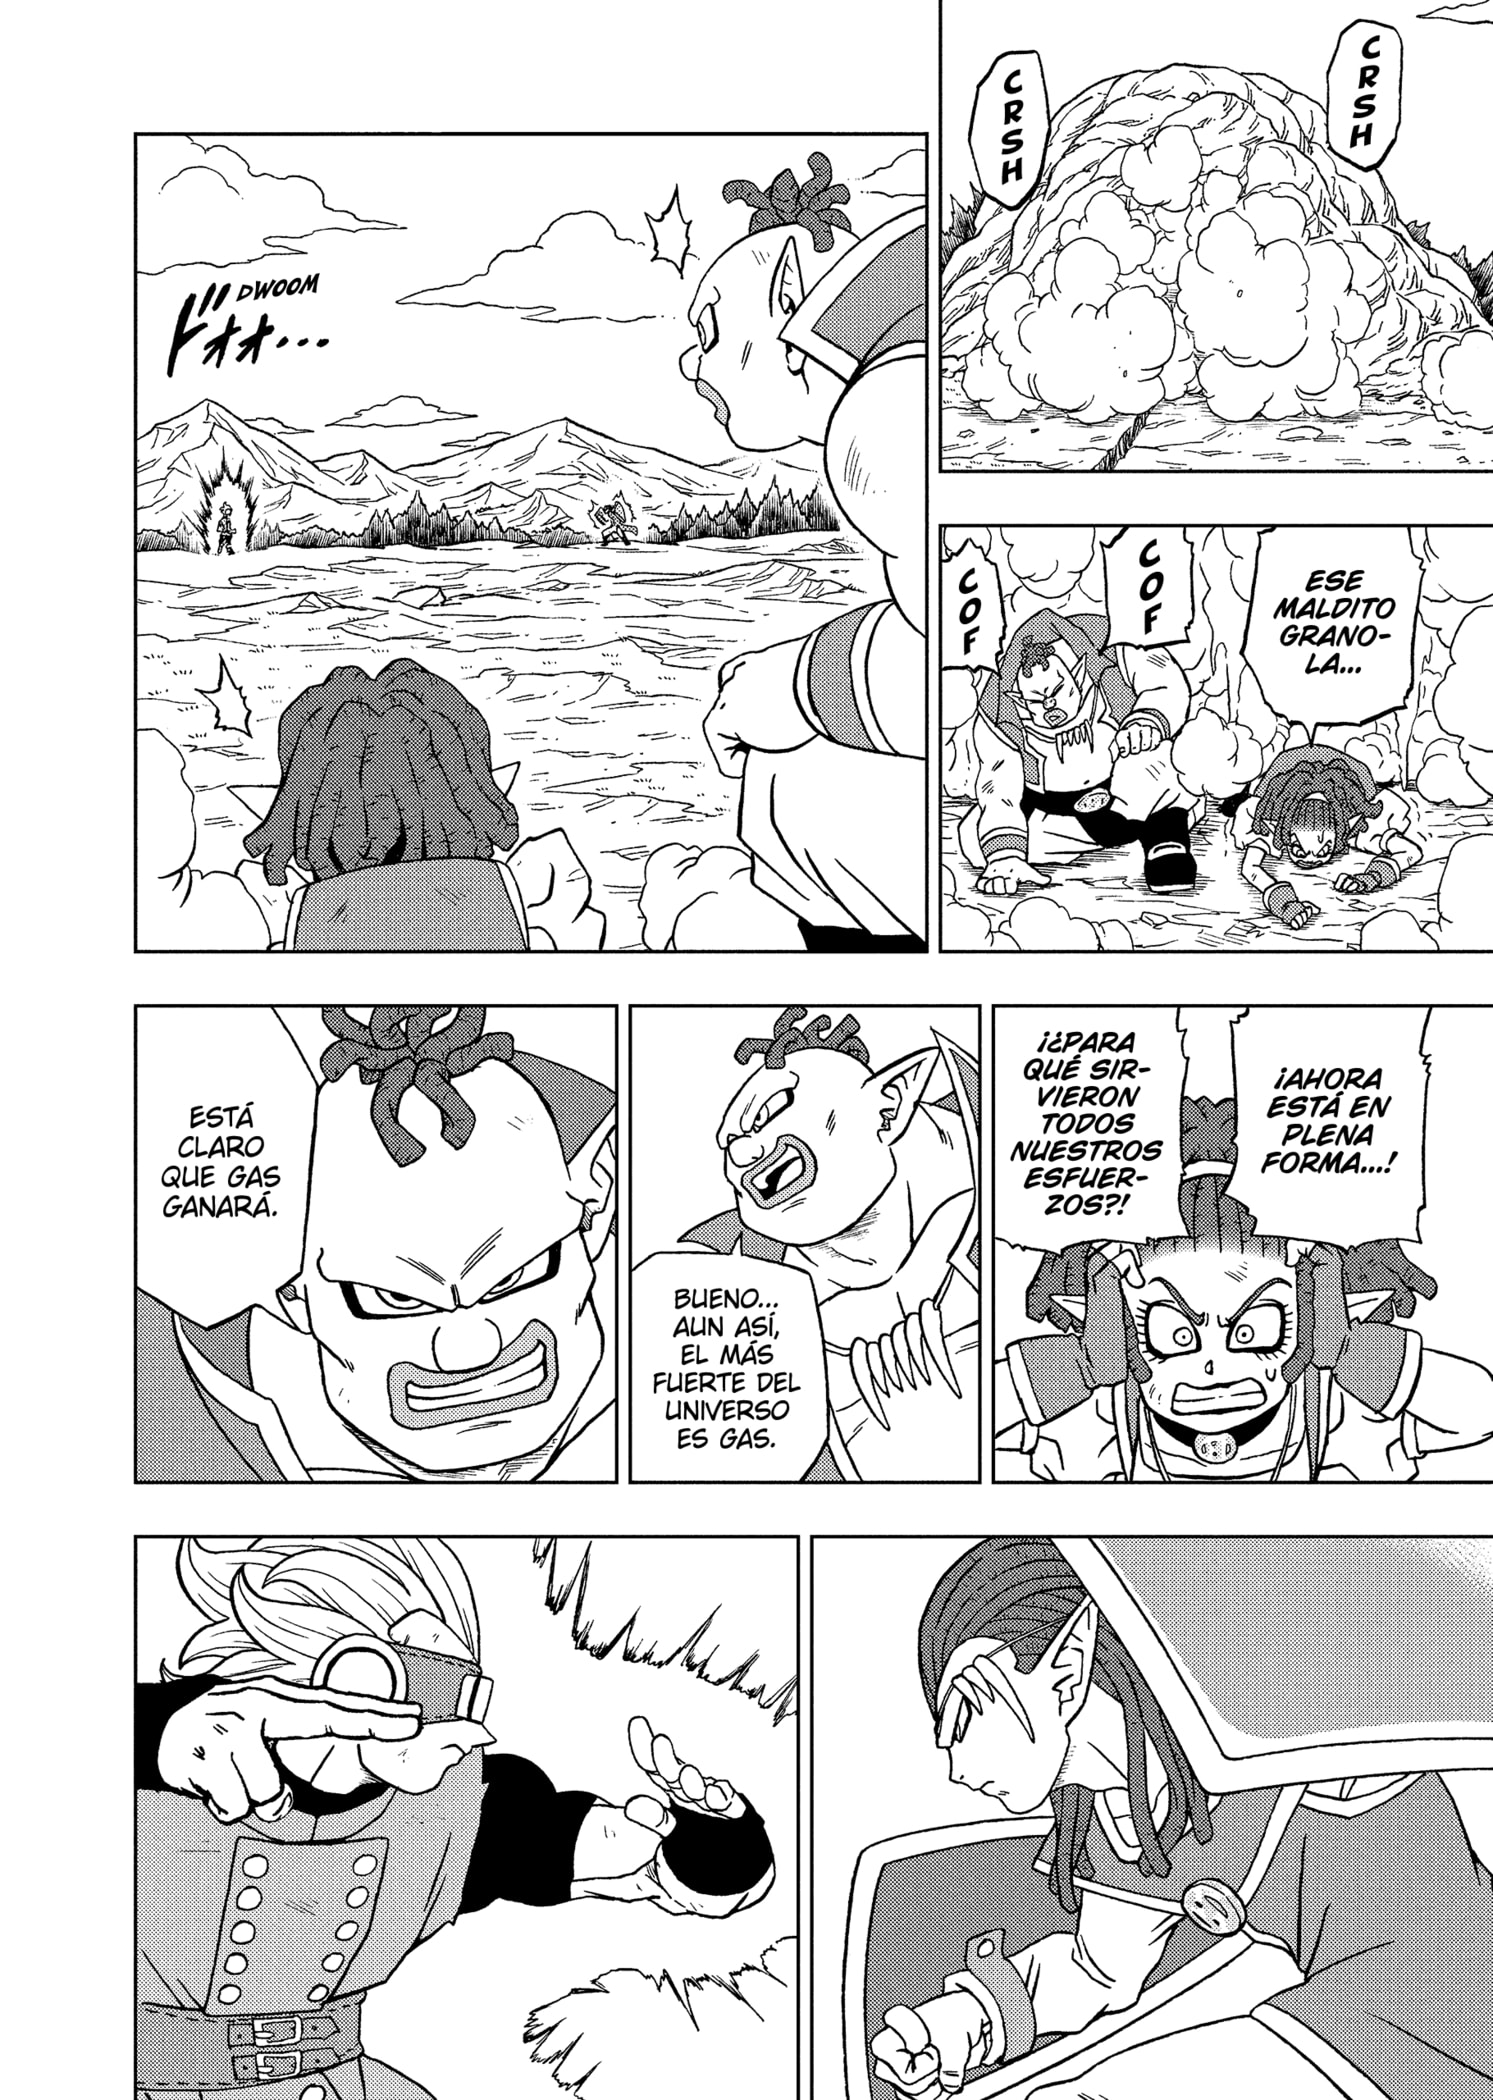 CRSH
CRSH
ESE
MALDITO
GRANO-
LA...
COF
COF
DWOOM
ドォォ...
¡AHORA
ESTÁ EN
PLENA
FORMA...!
¡¿PARA
QUÉ SIR-
VIERON
TODOS
NUESTROS
ESFUER-
ZOS?!
BUENO...
AUN ASÍ,
EL MÁS
FUERTE DEL
UNIVERSO
ES GAS.
ESTÁ
CLARO
QUE GAS
GANARÁ.